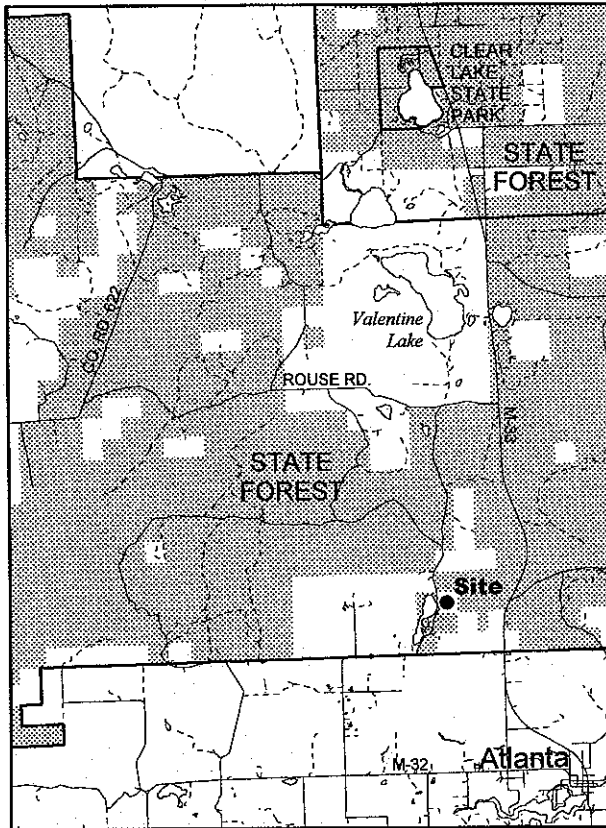 CLEAR
LAKE
STATE
PARK
STATE
FOREST
CO. RD. 622
Valentine
Lake
ROUSE RD.
M-33
STATE
FOREST
Site
M-32
Atlanta